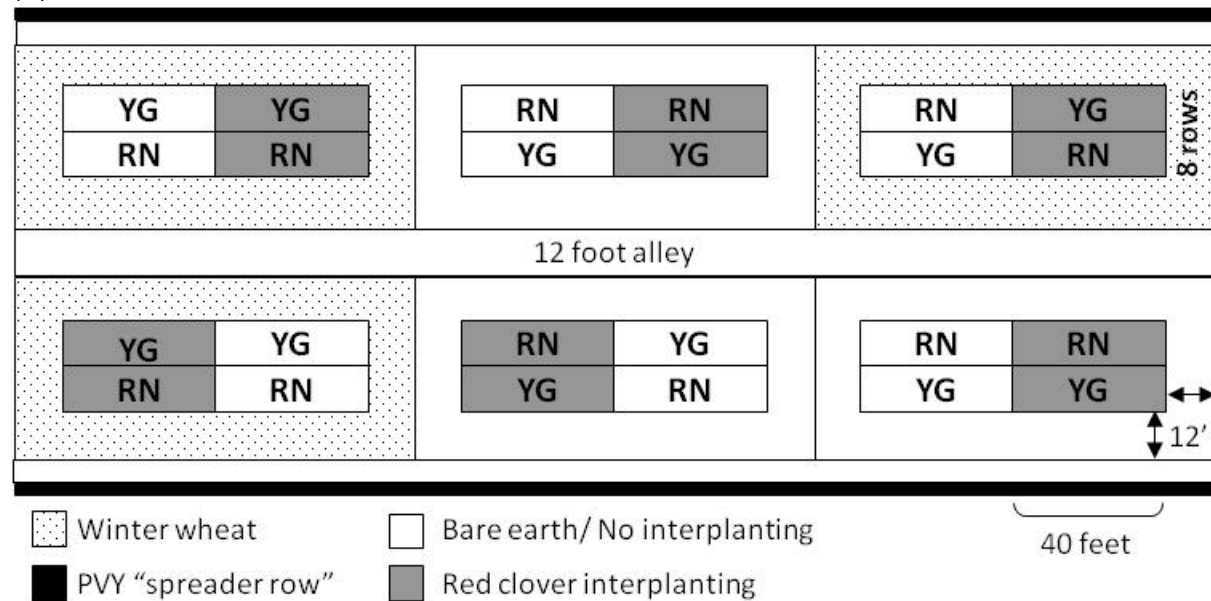 YG YG RN RN RN YG
RN RN YG YG YG RN
8 rows
12 foot alley
YG YG RN YG RN RN
RN RN YG RN YG YG
12’
Winter wheat Bare earth/ No interplanting
40 feet
PVY “spreader row” Red clover interplanting